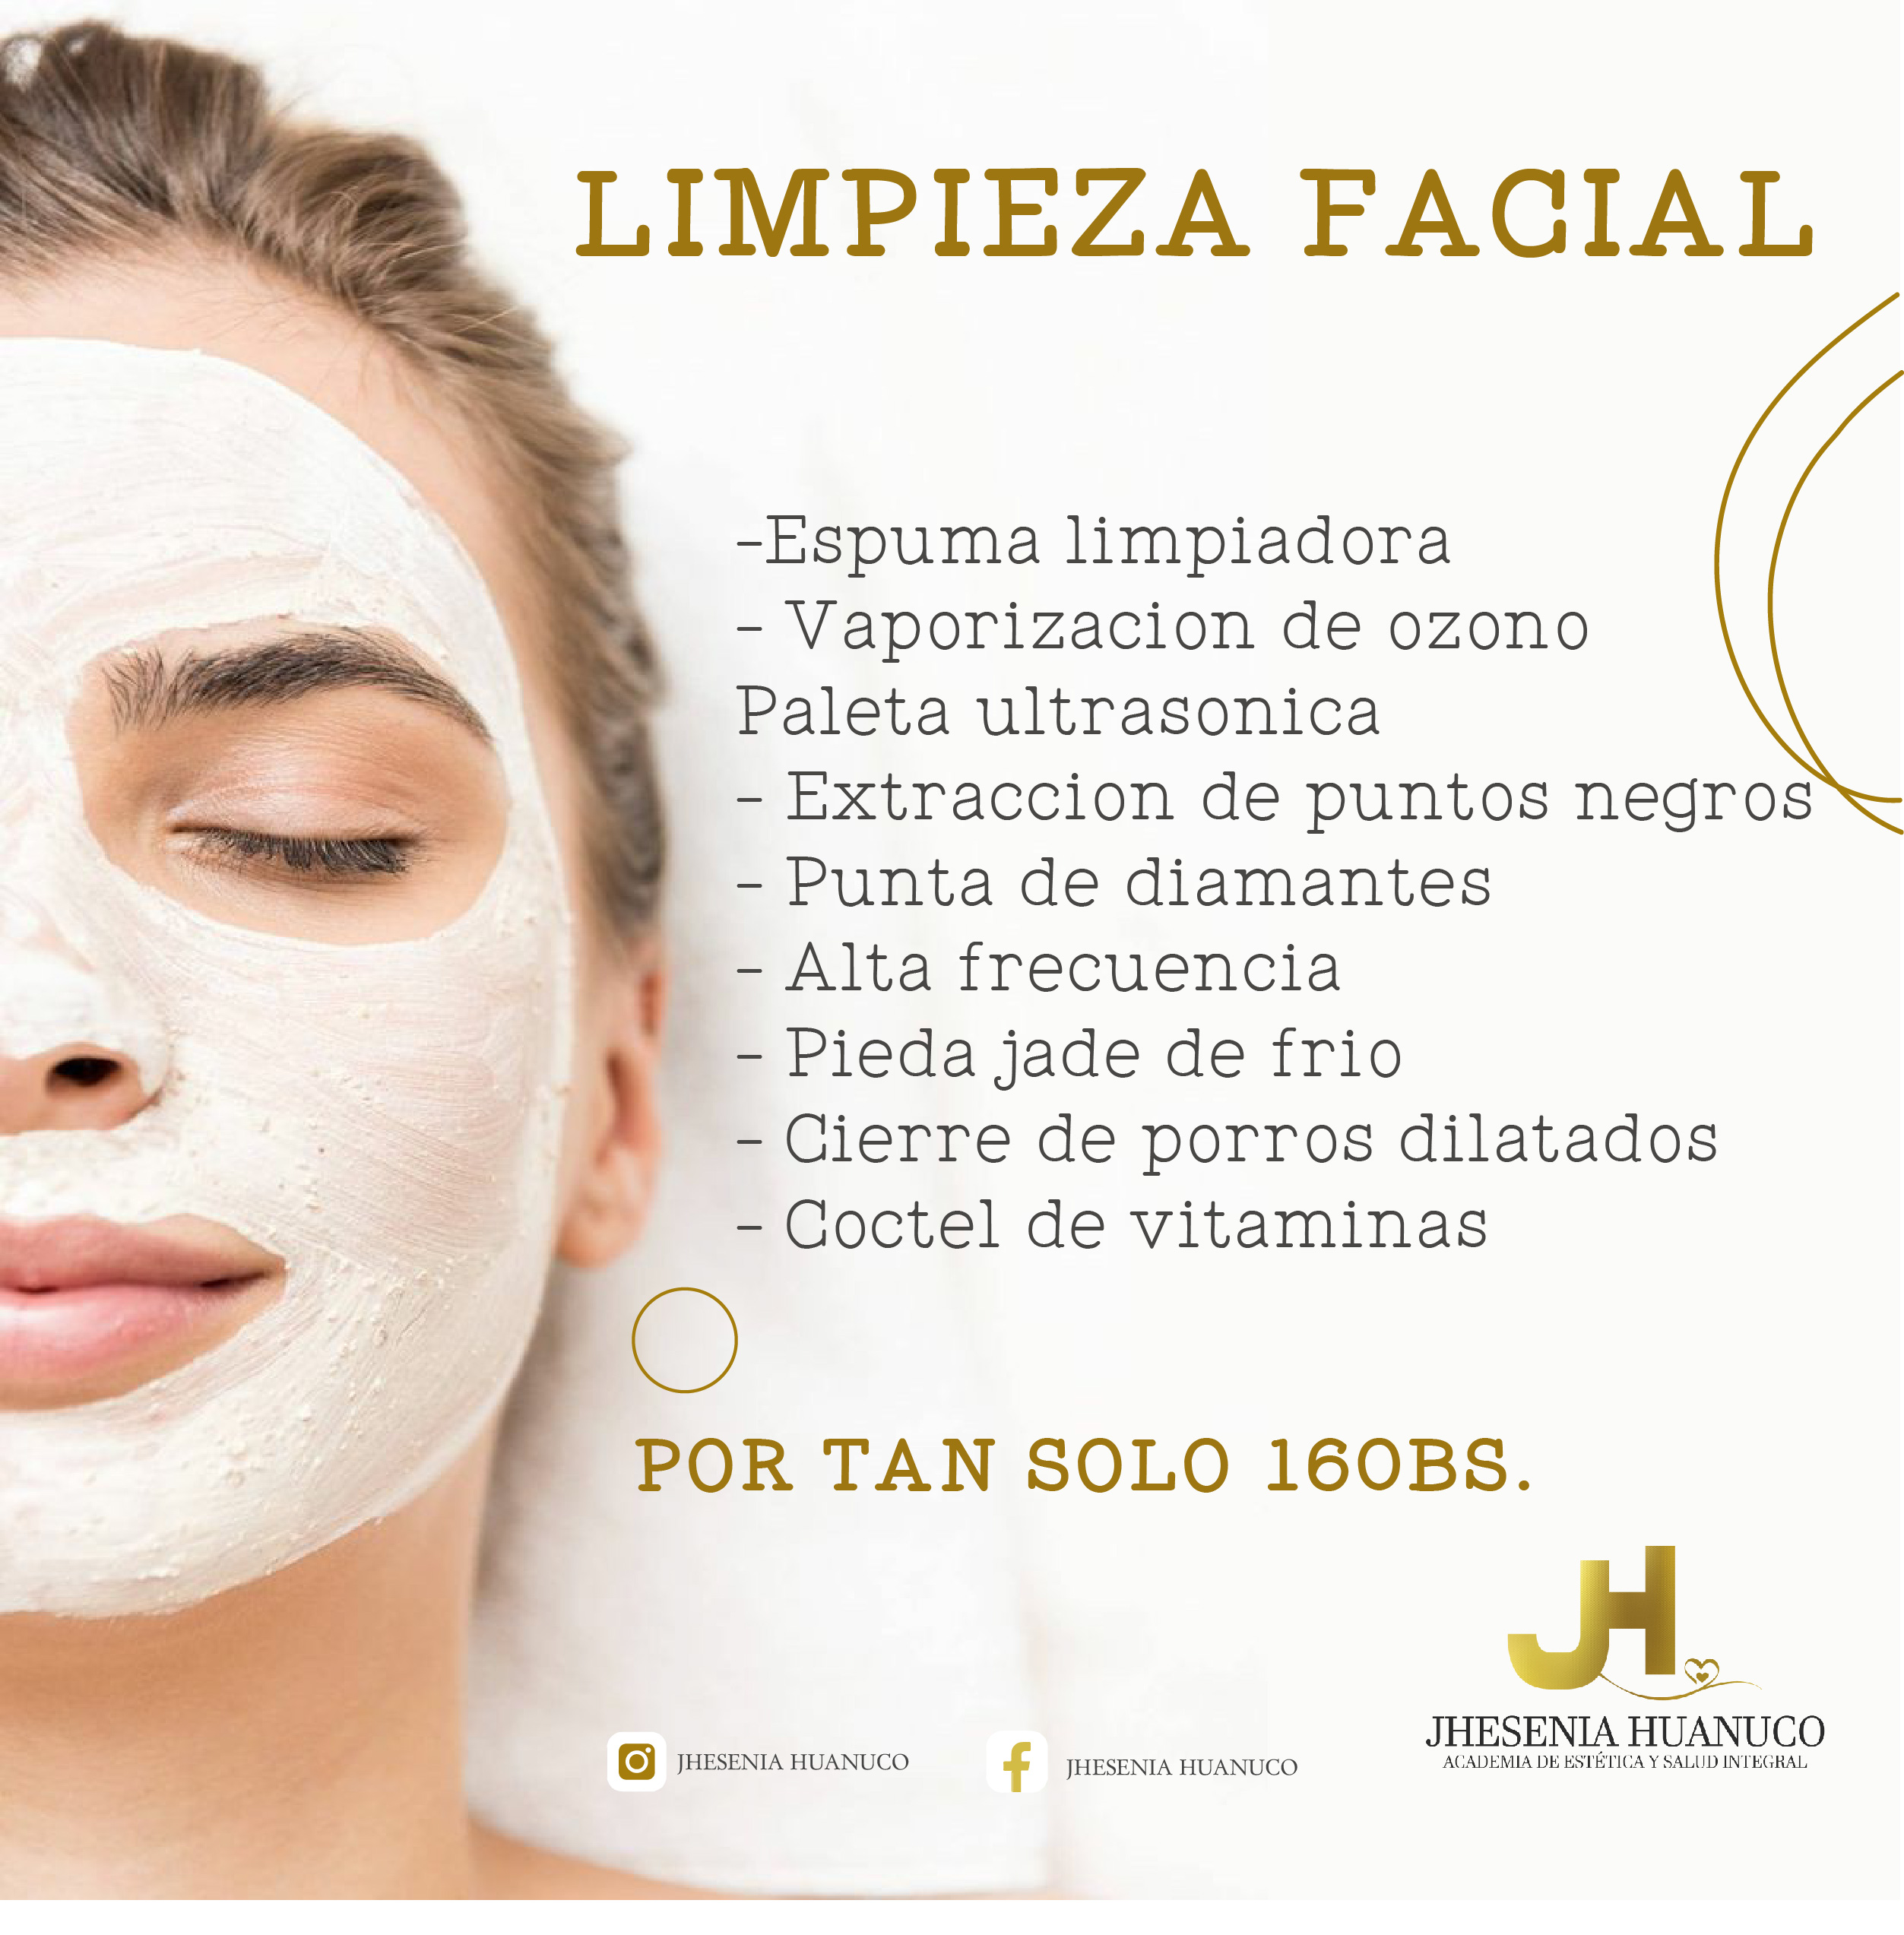 LIMPIEZA FACIAL
-Espuma limpiadora
- Vaporizacion de ozono
Paleta ultrasonica
- Extraccion de puntos negros
- Punta de diamantes
- Alta frecuencia
- Pieda jade de frio
- Cierre de porros dilatados
- Coctel de vitaminas
POR TAN SOLO 160BS.
JH
JHESENIA HUANUCO
ACADEMIA DE ESTÉTICA Y SALUD INTEGRAL
JHESENIA HUANUCO
JHESENIA HUANUCO